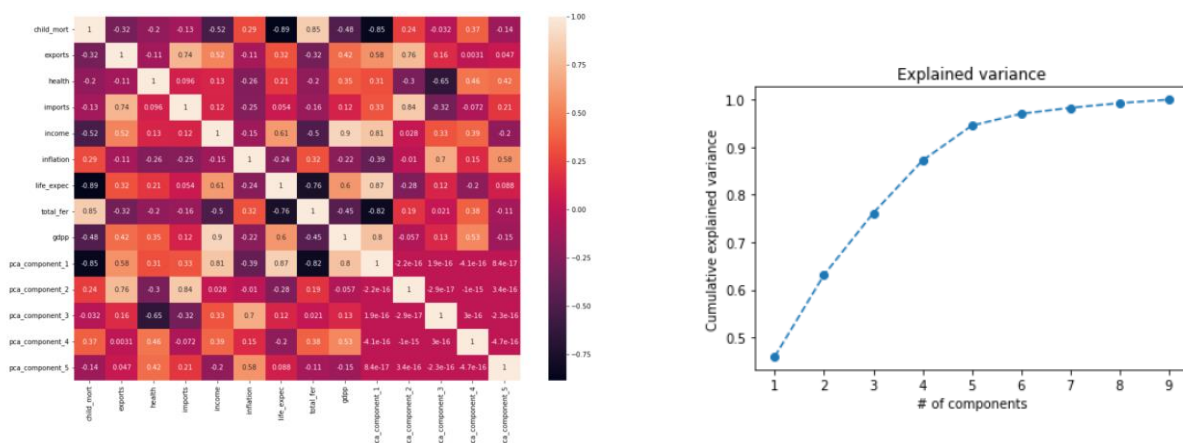 child_mort 1 -0.32 -0.2 -0.13 -0.52 0.29 -0.89 0.85 -0.48 -0.85 0.24 -0.032 0.37 -0.14
exports -0.32 1 -0.11 0.74 0.52 -0.11 0.32 -0.32 0.42 0.58 0.76 0.16 0.0031 0.047
health -0.2 -0.11 1 0.096 0.13 -0.26 0.21 -0.2 0.35 0.31 -0.3 -0.65 0.46 0.42
imports -0.13 0.74 0.096 1 0.12 -0.25 0.054 -0.16 0.12 0.33 0.84 -0.32 -0.072 0.21
income -0.52 0.52 0.13 0.12 1 -0.15 0.61 -0.5 0.9 0.81 0.028 0.33 0.39 -0.2
inflation 0.29 -0.11 -0.26 -0.25 -0.15 1 -0.24 0.32 -0.22 -0.39 -0.01 0.7 0.15 0.58
life_expec -0.89 0.32 0.21 0.054 0.61 -0.24 1 -0.76 0.6 0.87 -0.28 0.12 -0.2 0.088
total_fer 0.85 -0.32 -0.2 -0.16 -0.5 0.32 -0.76 1 -0.45 -0.82 0.19 0.021 0.38 -0.11
gdpp -0.48 0.42 0.35 0.12 0.9 -0.22 0.6 -0.45 1 0.8 -0.057 0.13 0.53 -0.15
pca_component_1 -0.85 0.58 0.31 0.33 0.81 -0.39 0.87 -0.82 0.8 1 -2.2e-16 1.9e-16 -4.1e-16 8.4e-17
pca_component_2 0.24 0.76 -0.3 0.84 0.028 -0.01 -0.28 0.19 -0.057 -2.2e-16 1 -2.9e-17 -1e-15 3.4e-16
pca_component_3 -0.032 0.16 -0.65 -0.32 0.33 0.7 0.12 0.021 0.13 1.9e-16 -2.9e-17 1 3e-16 -2.3e-16
pca_component_4 0.37 0.0031 0.46 -0.072 0.39 0.15 -0.2 0.38 0.53 -4.1e-16 -1e-15 3e-16 1 -4.7e-16
pca_component_5 -0.14 0.047 0.42 0.21 -0.2 0.58 0.088 -0.11 -0.15 8.4e-17 3.4e-16 -2.3e-16 -4.7e-16 1
child_mort exports health imports income inflation life_expec total_fer gdpp ca_component_1 ca_component_2 ca_component_3 ca_component_4 ca_component_5
1.00
0.75
0.50
0.25
0.00
-0.25
-0.50
-0.75
Explained variance
Cumulative explained variance
1.0
0.9
0.8
0.7
0.6
0.5
1 2 3 4 5 6 7 8 9
# of components